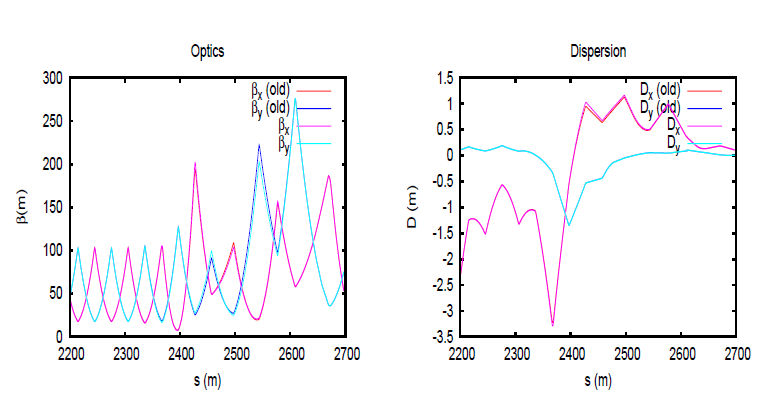 Optics
β(m)
300
250
200
150
100
50
0
βx (old)
βy (old)
βx
βy
2200 2300 2400 2500 2600 2700
s (m)
Dispersion
D (m)
1.5
1
0.5
0
-0.5
-1
-1.5
-2
-2.5
-3
-3.5
Dx (old)
Dy (old)
Dx
Dy
2200 2300 2400 2500 2600 2700
s (m)